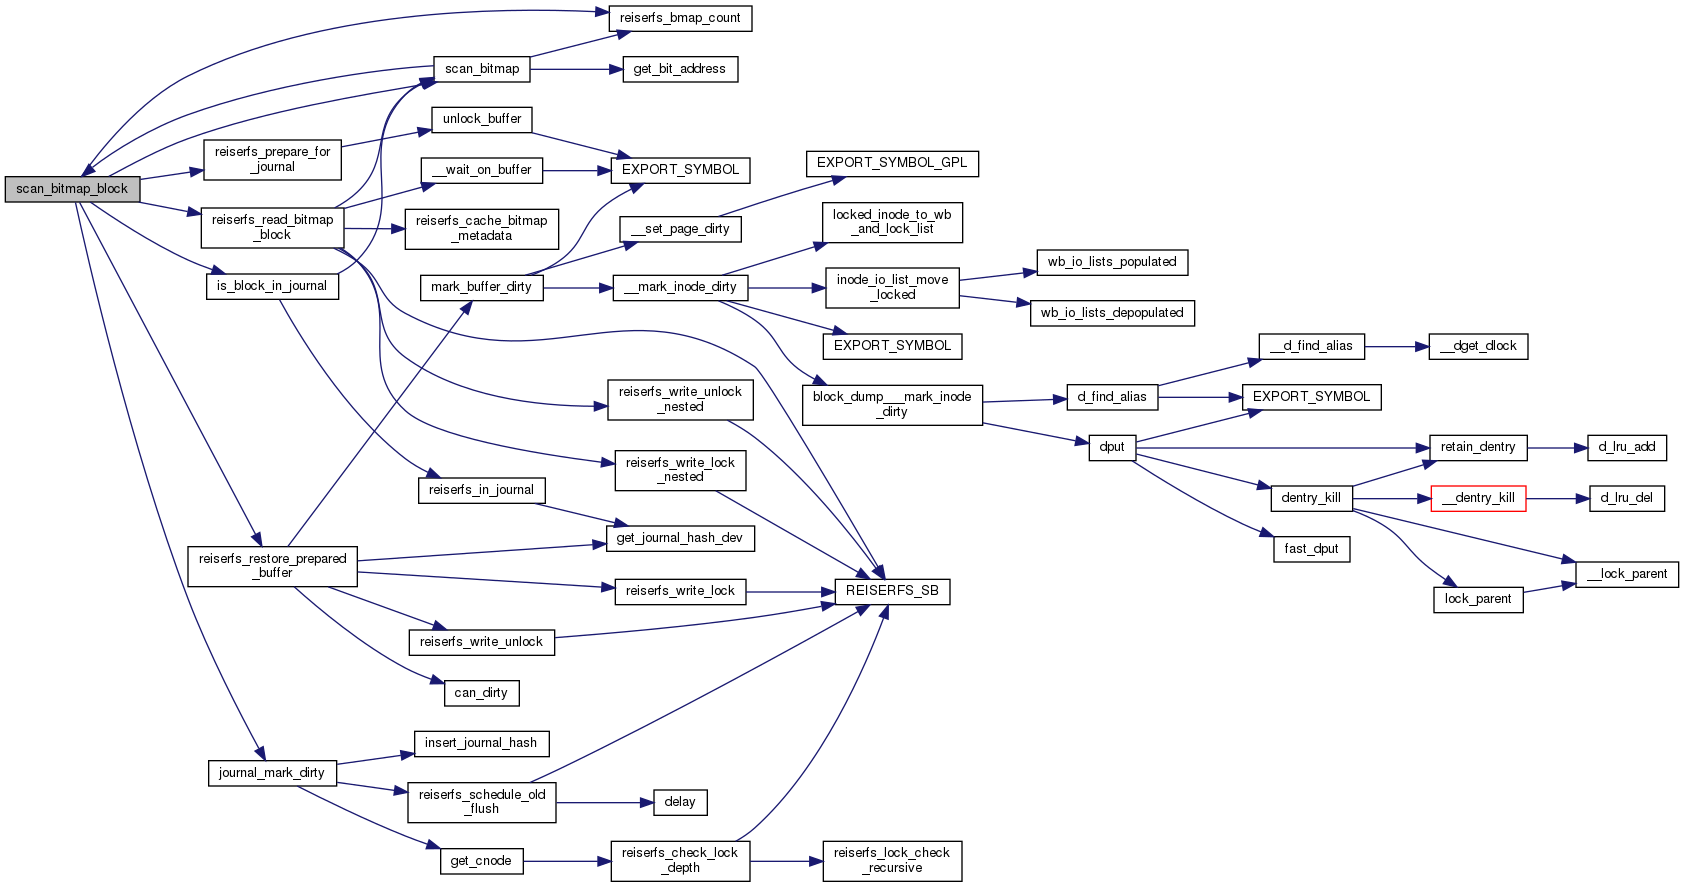 reiserfs_bmap_count
scan_bitmap
get_bit_address
unlock_buffer
reiserfs_prepare_for
_journal
EXPORT_SYMBOL_GPL
__wait_on_buffer
EXPORT_SYMBOL
scan_bitmap_block
reiserfs_read_bitmap
_block
reiserfs_cache_bitmap
_metadata
__set_page_dirty
locked_inode_to_wb
_and_lock_list
is_block_in_journal
mark_buffer_dirty
__mark_inode_dirty
inode_io_list_move
_locked
wb_io_lists_populated
wb_io_lists_depopulated
EXPORT_SYMBOL
__d_find_alias
__dget_dlock
reiserfs_write_unlock
_nested
block_dump___mark_inode
_dirty
d_find_alias
EXPORT_SYMBOL
reiserfs_write_lock
_nested
dput
retain_dentry
d_lru_add
reiserfs_in_journal
dentry_kill
__dentry_kill
d_lru_del
get_journal_hash_dev
fast_dput
reiserfs_restore_prepared
_buffer
__lock_parent
reiserfs_write_lock
REISERFS_SB
lock_parent
reiserfs_write_unlock
can_dirty
insert_journal_hash
journal_mark_dirty
reiserfs_schedule_old
_flush
delay
get_cnode
reiserfs_check_lock
_depth
reiserfs_lock_check
_recursive